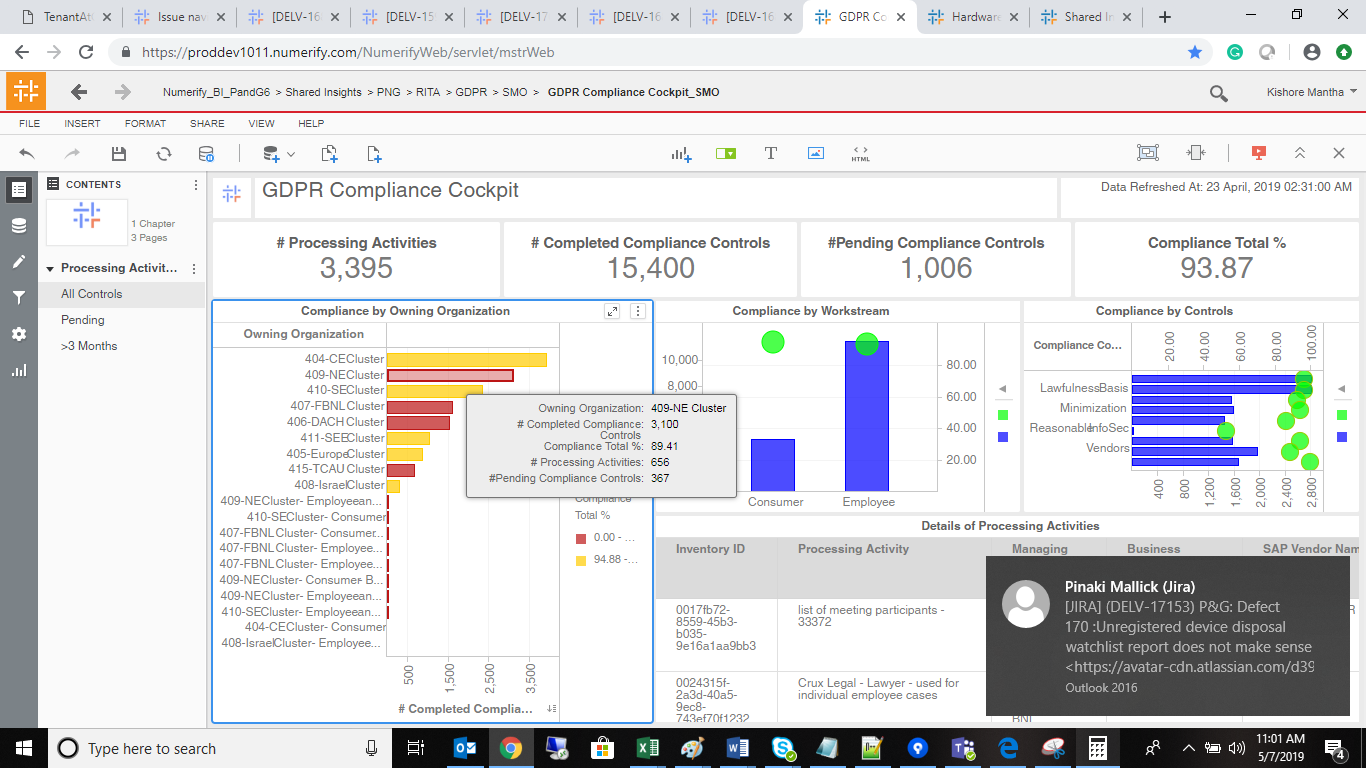 TenantAt
Issue nav
[DELV-16
[DELV-15
[DELV-17
[DELV-16
[DELV-16
GDPR Co
Hardware
Shared In
https://proddev1011.numerify.com/NumerifyWeb/servlet/mstrWeb
Numerify_BI_PandG6 > Shared Insights > PNG > RITA > GDPR > SMO > GDPR Compliance Cockpit_SMO
Kishore Mantha
FILE INSERT FORMAT SHARE VIEW HELP
HTML
CONTENTS
1 Chapter
3 Pages
Processing Activit...
All Controls
Pending
>3 Months
GDPR Compliance Cockpit
Data Refreshed At: 23 April, 2019 02:31:00 AM
# Processing Activities
3,395
# Completed Compliance Controls
15,400
#Pending Compliance Controls
1,006
Compliance Total %
93.87
Compliance by Owning Organization
Owning Organization
404-CECluster
409-NECluster
410-SECluster
407-FBNLCluster
406-DACHCluster
411-SEECluster
405-EuropeCluster
415-TCAUCluster
408-IsraelCluster
409-NECluster- Employeean...
410-SECluster- Consumer
407-FBNLCluster- Consumer...
407-FBNLCluster- Employee...
407-FBNLCluster- Employee...
409-NECluster- Consumer- B...
409-NECluster- Employeean...
410-SECluster- Employeean...
404-CECluster- Consumer
408-IsraelCluster- Employee...
500
1,500
2,500
3,500
# Completed Complia...
Owning Organization: 409-NE Cluster
# Completed Compliance Controls: 3,100
Compliance Total %: 89.41
# Processing Activities: 656
#Pending Compliance Controls: 367
Compliance
Total %
0.00 - ...
94.88 -...
Compliance by Workstream
10,000
8,000
80.00
60.00
40.00
20.00
Consumer
Employee
Compliance by Controls
Compliance Co...
20.00
40.00
60.00
80.00
100.00
LawfulnessBasis
Minimization
ReasonableInfoSec
Vendors
400
800
1,200
1,600
2,000
2,400
2,800
Details of Processing Activities
Inventory ID
Processing Activity
Managing
Business
SAP Vendor Nam
0017fb72-
8559-45b3-
b035-
9e16a1aa9bb3
list of meeting participants -
33372
0024315f-
2a3d-40a5-
9ec8-
743ef70f1232
Crux Legal - Lawyer - used for
individual employee cases
Pinaki Mallick (Jira)
[JIRA] (DELV-17153) P&G: Defect
170 :Unregistered device disposal
watchlist report does not make sense
<https://avatar-cdn.atlassian.com/d39
Outlook 2016
Type here to search
11:01 AM
5/7/2019
4